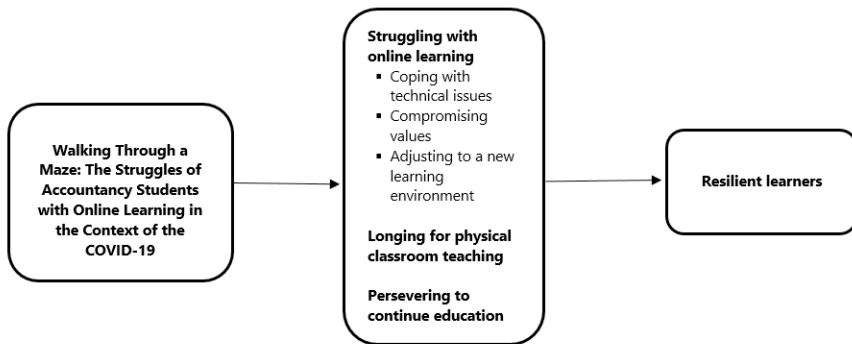 Walking Through a
Maze: The Struggles of
Accountancy Students
with Online Learning in
the Context of the
COVID-19
Struggling with
online learning
▪ Coping with
technical issues
▪ Compromising
values
▪ Adjusting to a new
learning
environment
Longing for physical
classroom teaching
Persevering to
continue education
Resilient learners